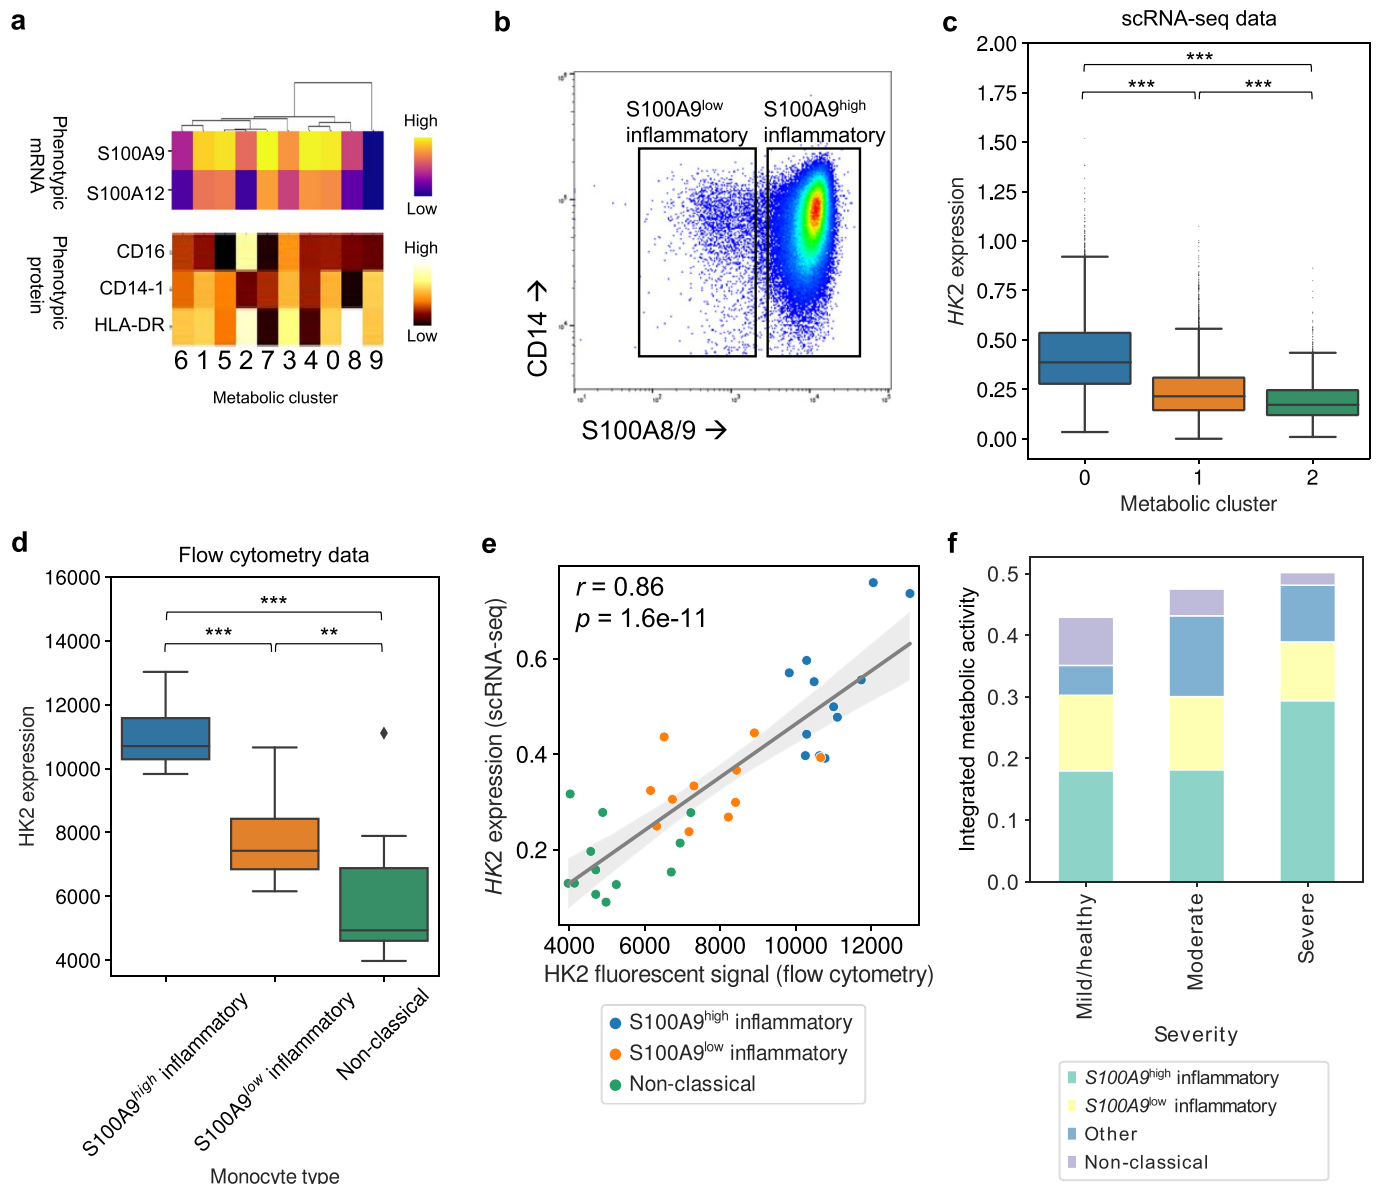 a
Phenotypic
mRNA
S100A9
S100A12
High
Low
Phenotypic
protein
CD16
CD14-1
HLA-DR
High
Low
6 1 5 2 7 3 4 0 8 9
Metabolic cluster
b
S100A9low
inflammatory
S100A9high
inflammatory
CD14 →
S100A8/9 →
c
scRNA-seq data
HK2 expression
2.00
1.75
1.50
1.25
1.00
0.75
0.50
0.25
0.00
***
*** ***
0 1 2
Metabolic cluster
d
Flow cytometry data
HK2 expression
16000
14000
12000
10000
8000
6000
4000
***
*** **
S100A9high inflammatory
S100A9low inflammatory
Non-classical
Monocyte type
e
r = 0.86
p = 1.6e-11
HK2 expression (scRNA-seq)
0.6
0.4
0.2
4000 6000 8000 10000 12000
HK2 fluorescent signal (flow cytometry)
S100A9high inflammatory
S100A9low inflammatory
Non-classical
f
Integrated metabolic activity
0.5
0.4
0.3
0.2
0.1
0.0
Mild/healthy
Moderate
Severe
Severity
S100A9high inflammatory
S100A9low inflammatory
Other
Non-classical